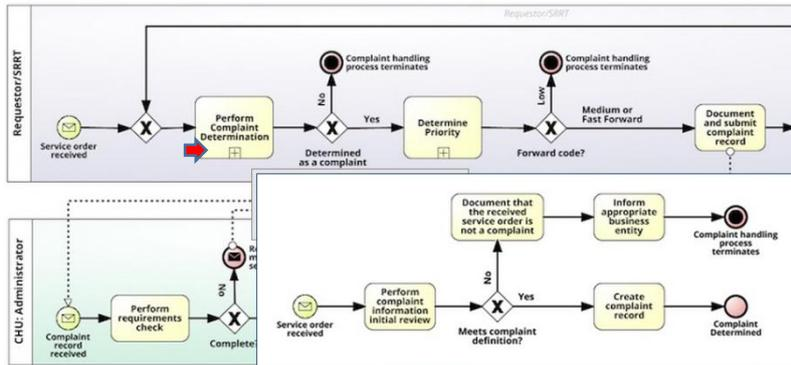 Requestor/SRRT
Requestor/SRRT
Service order
received
X
Perform
Complaint
Determination
No
Complaint handling
process terminates
X
Determined
as a complaint
Yes
Determine
Priority
Low
Complaint handling
process terminates
X
Forward code?
Medium or
Fast Forward
Document
and submit
complaint
record
CHU: Administrator
Complaint
record
received
Perform
requirements
check
No
X
Complete?
Service order
received
Perform
complaint
information
initial review
X
Meets complaint
definition?
No
Document that
the received
service order is
not a complaint
Inform
appropriate
business
entity
Complaint handling
process
terminates
Yes
Create
complaint
record
Complaint
Determined